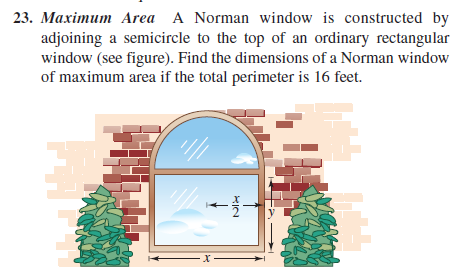 23. Maximum Area A Norman window is constructed by
adjoining a semicircle to the top of an ordinary rectangular
window (see figure). Find the dimensions of a Norman window
of maximum area if the total perimeter is 16 feet.
x
2
y
x